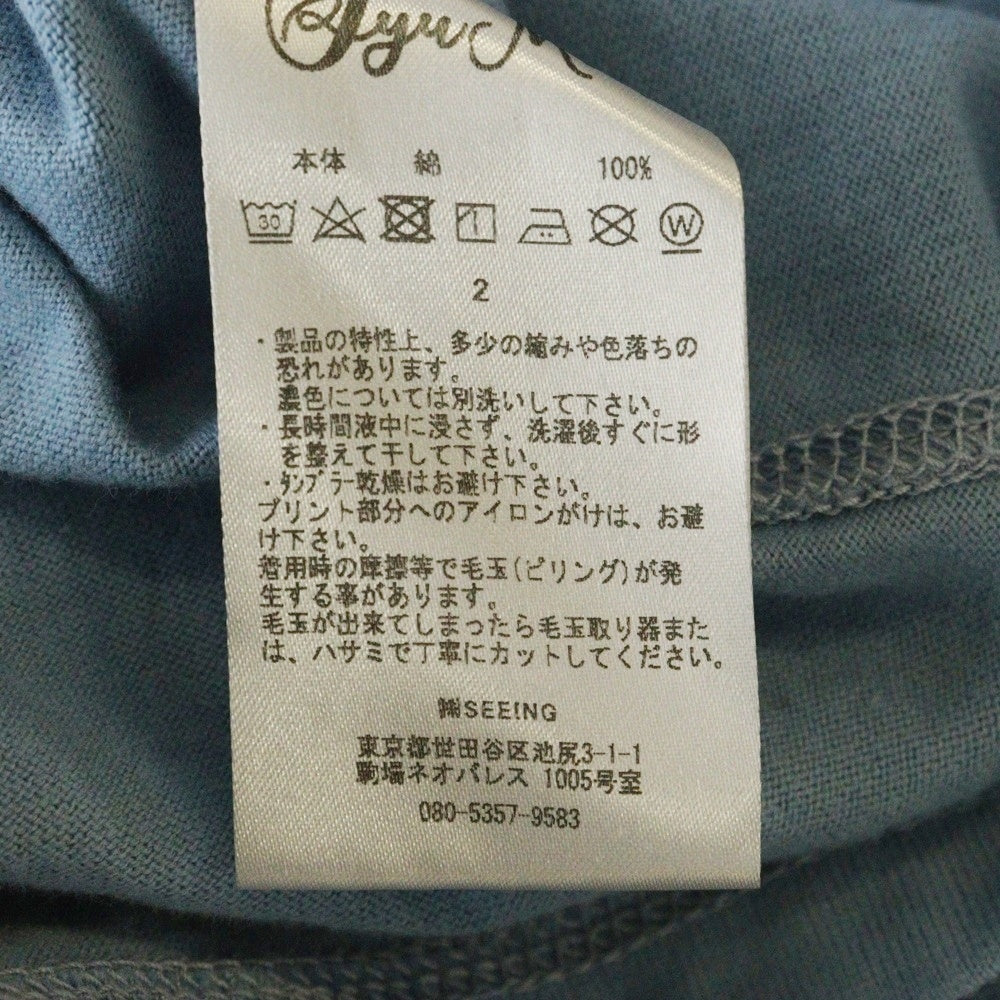 本体 綿 100%
30 W
2
・製品の特性上、多少の縮みや色落ちの
恐れがあります。
濃色については別洗いして下さい。
・長時間液中に浸さず、洗濯後すぐに形
を整えて干して下さい。
・タンブラー乾燥はお避け下さい。
プリント部分へのアイロンがけは、お避
け下さい。
着用時の摩擦等で毛玉(ピリング)が発
生する事があります。
毛玉が出来てしまったら毛玉取り器また
は、ハサミで丁寧にカットしてください。
㈱SEEING
東京都世田谷区池尻3-1-1
駒場ネオパレス 1005号室
080-5357-9583